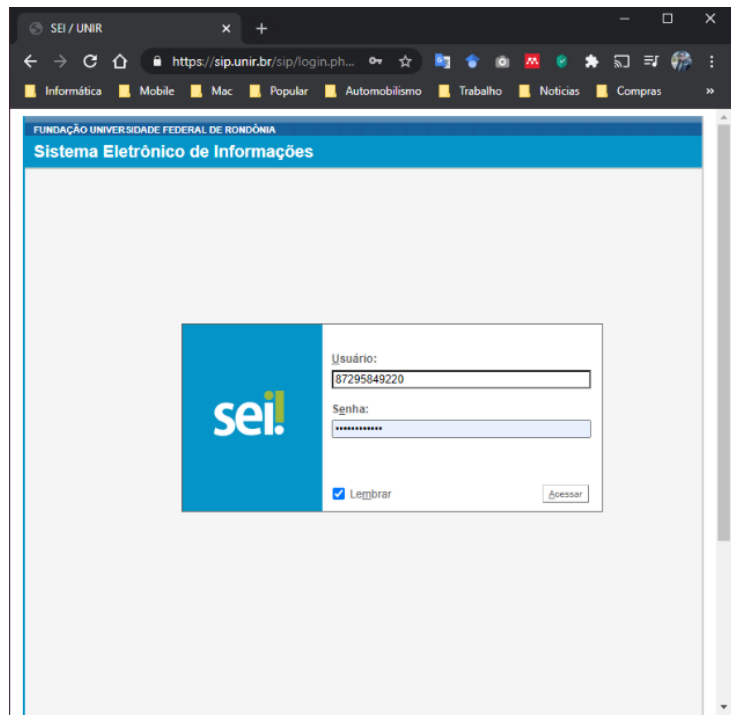 SEI / UNIR
https://sip.unir.br/sip/login.ph...
Informática Mobile Mac Popular Automobilismo Trabalho Noticias Compras »
FUNDAÇÃO UNIVERSIDADE FEDERAL DE RONDÔNIA
Sistema Eletrônico de Informações
sei!
Usuário:
87295849220
Senha:
••••••••••••
Lembrar
Acessar